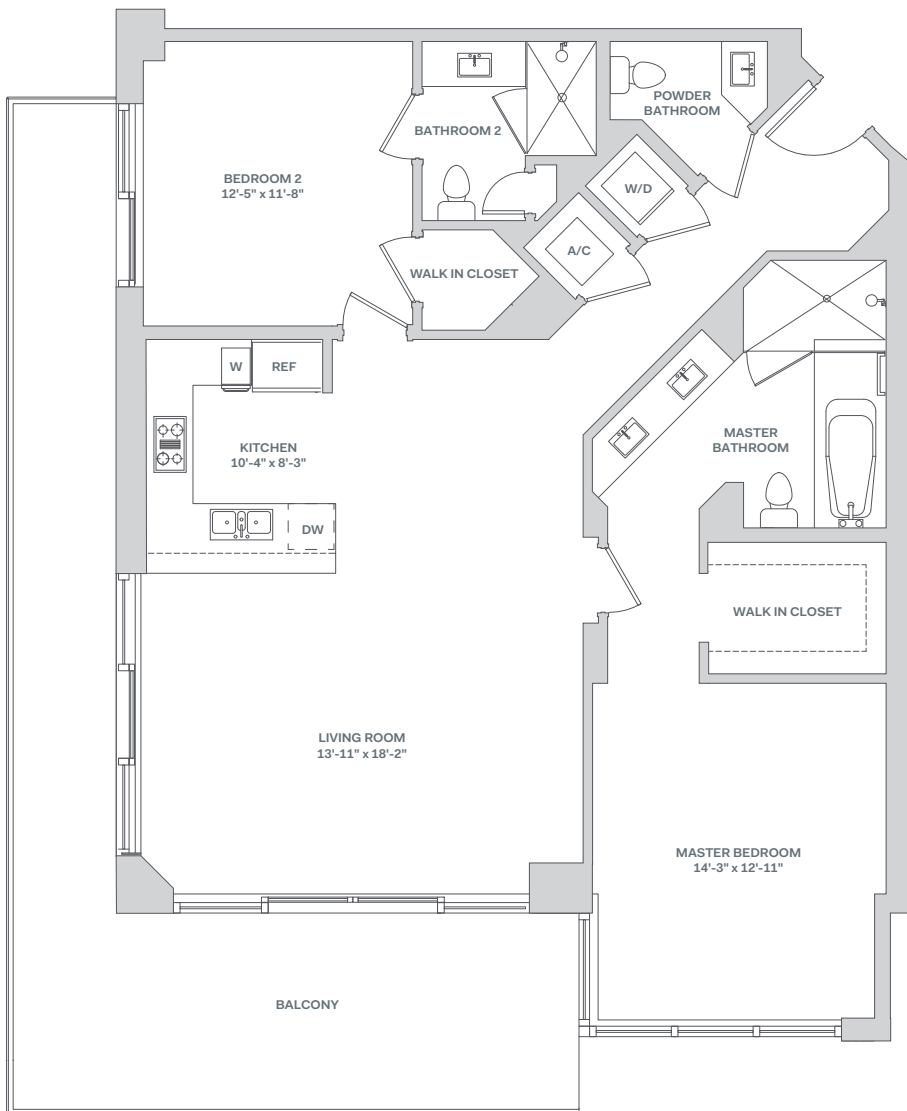 POWDER
BATHROOM
BATHROOM 2
BEDROOM 2
12'-5" x 11'-8"
W/D
A/C
WALK IN CLOSET
W
REF
KITCHEN
10'-4" x 8'-3"
MASTER
BATHROOM
DW
WALK IN CLOSET
LIVING ROOM
13'-11" x 18'-2"
MASTER BEDROOM
14'-3" x 12'-11"
BALCONY